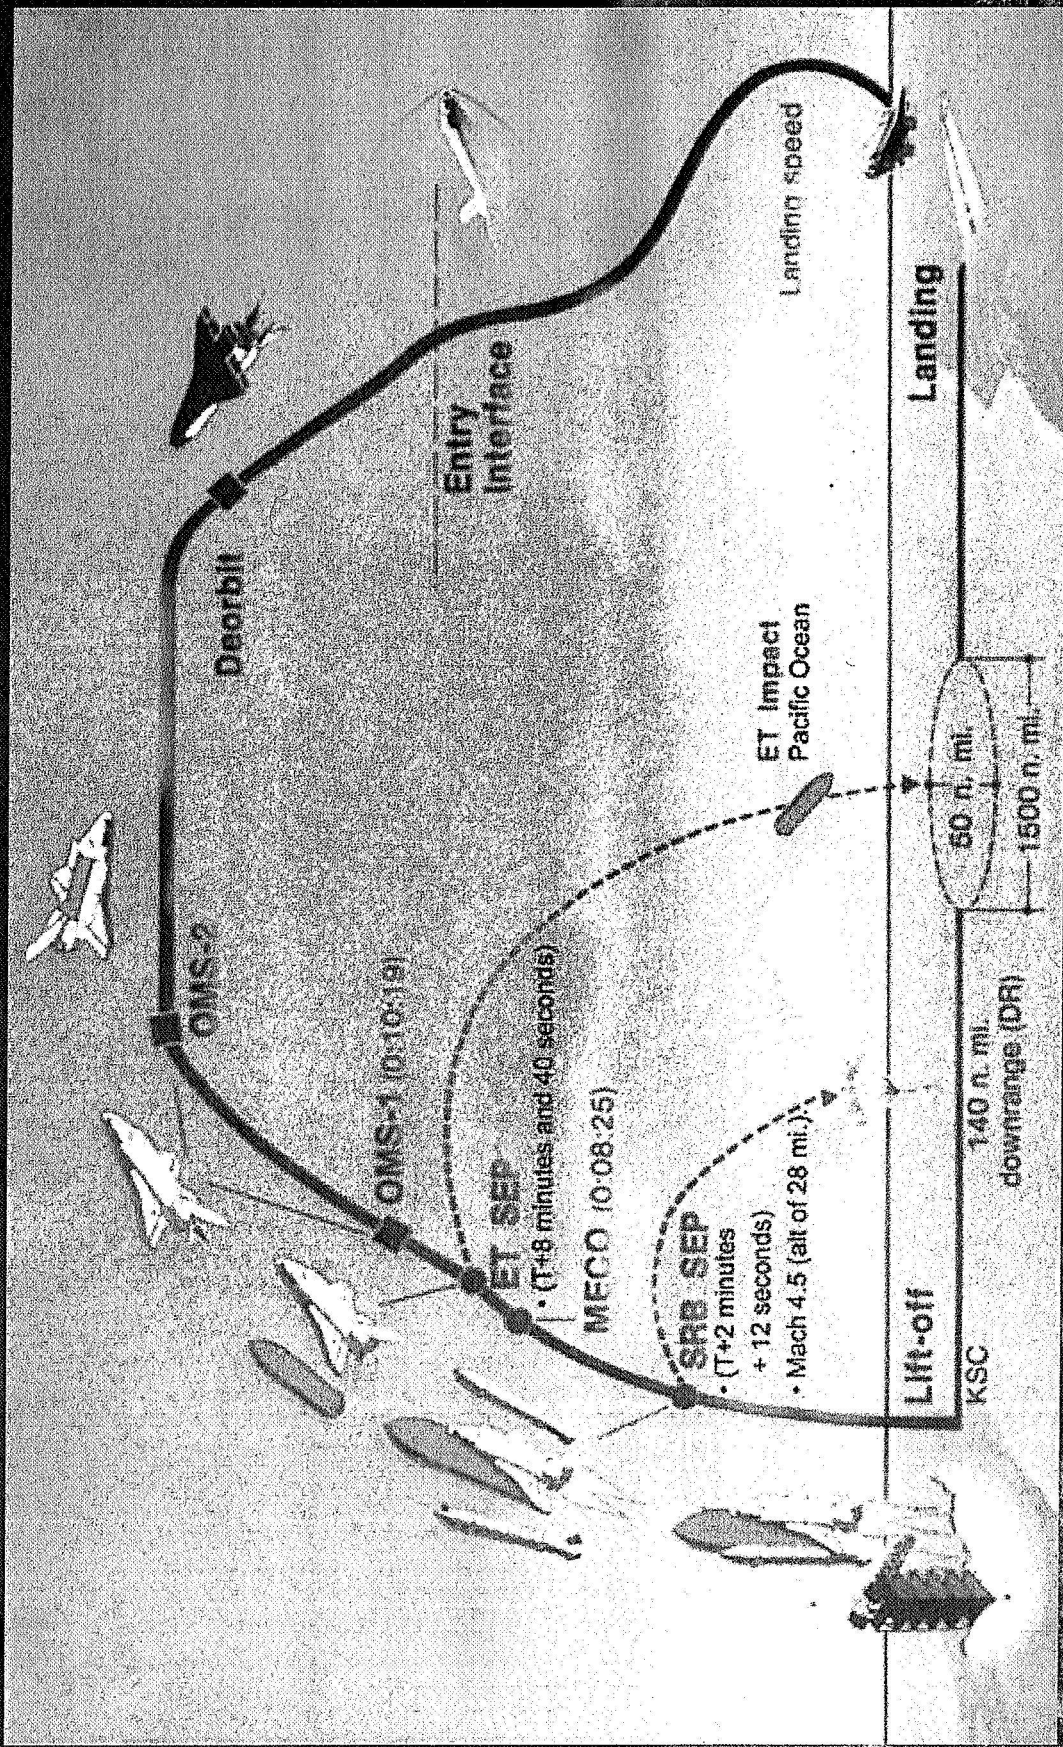 OMS-2
Deorbit
OMS-1 (0:10:19)
Entry
Interface
ET SEP
• (T+8 minutes and 40 seconds)
MECO (0:08:25)
SRB SEP
• (T+2 minutes
+ 12 seconds)
• Mach 4.5 (alt of 28 mi.)
ET Impact
Pacific Ocean
Landing speed
Lift-off
KSC
Landing
140 n. mi.
downrange (DR)
60 n. mi.
1500 n. mi.